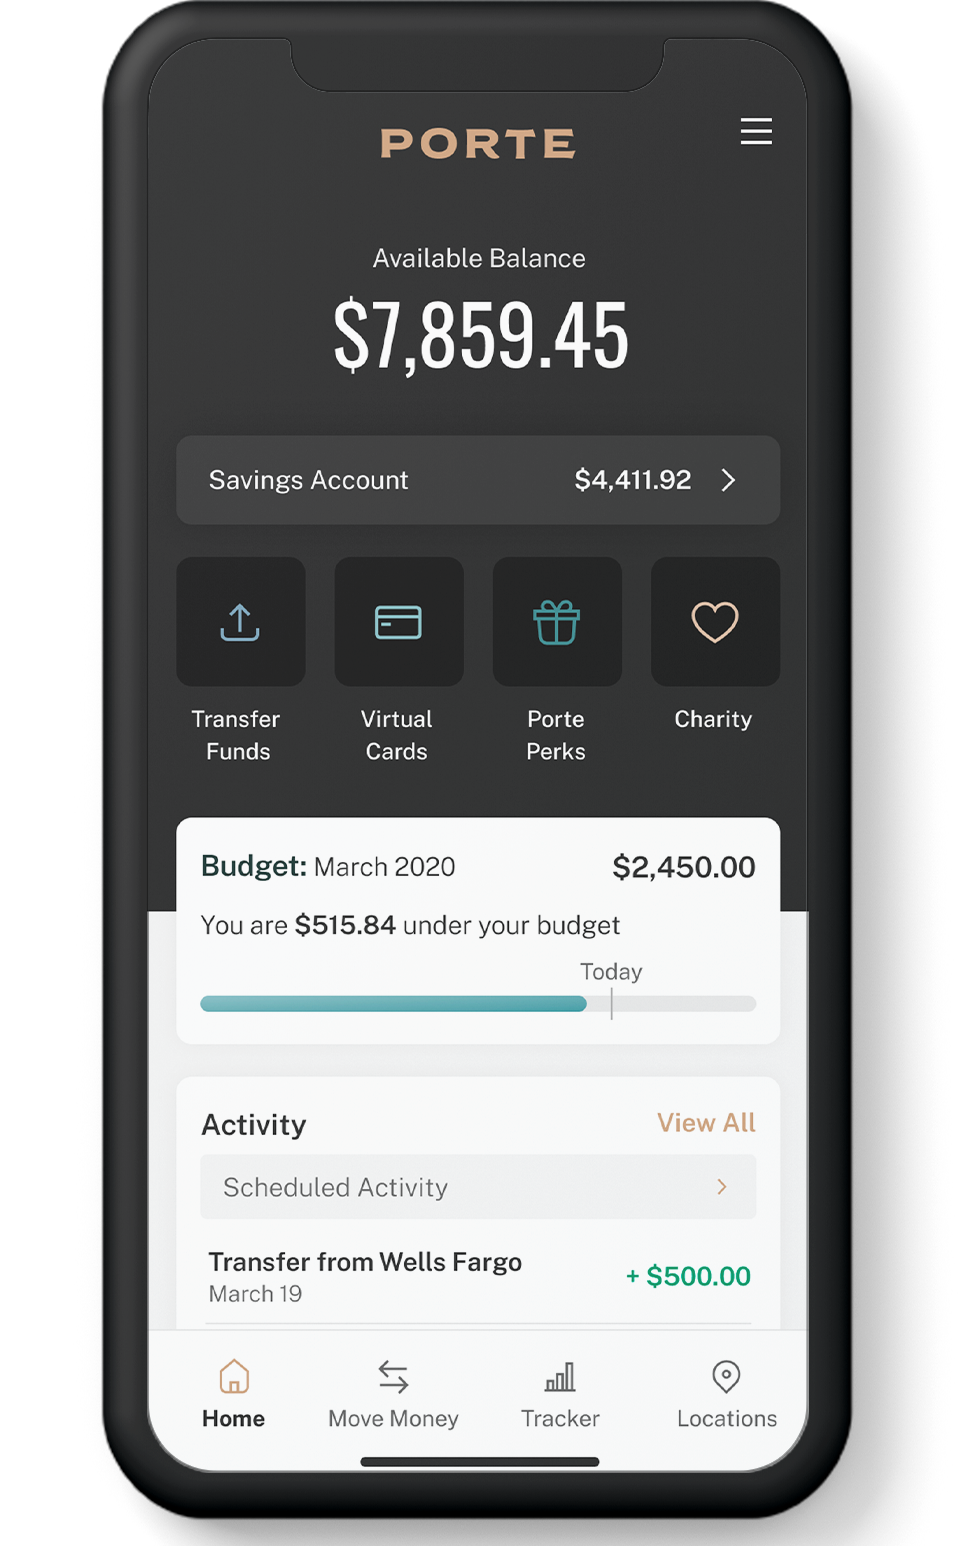 PORTE
Available Balance
$7,859.45
Savings Account $4,411.92
Transfer Funds
Virtual Cards
Porte Perks
Charity
Budget: March 2020 $2,450.00
You are $515.84 under your budget
Today
Activity View All
Scheduled Activity
Transfer from Wells Fargo
March 19
+ $500.00
Home Move Money Tracker Locations